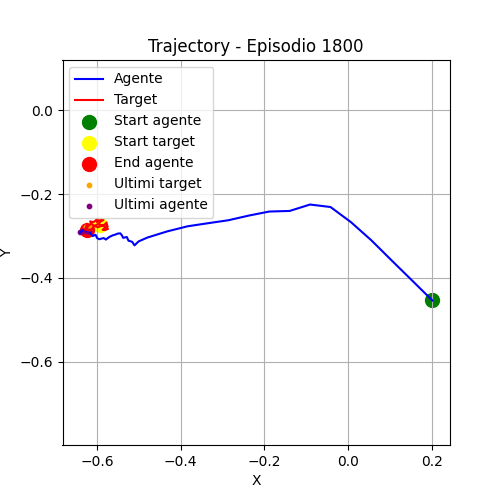 Trajectory - Episodio 1800
Agente
Target
Start agente
Start target
End agente
Ultimi target
Ultimi agente
0.0
−0.2
−0.4
−0.6
Y
−0.6 −0.4 −0.2 0.0 0.2
X